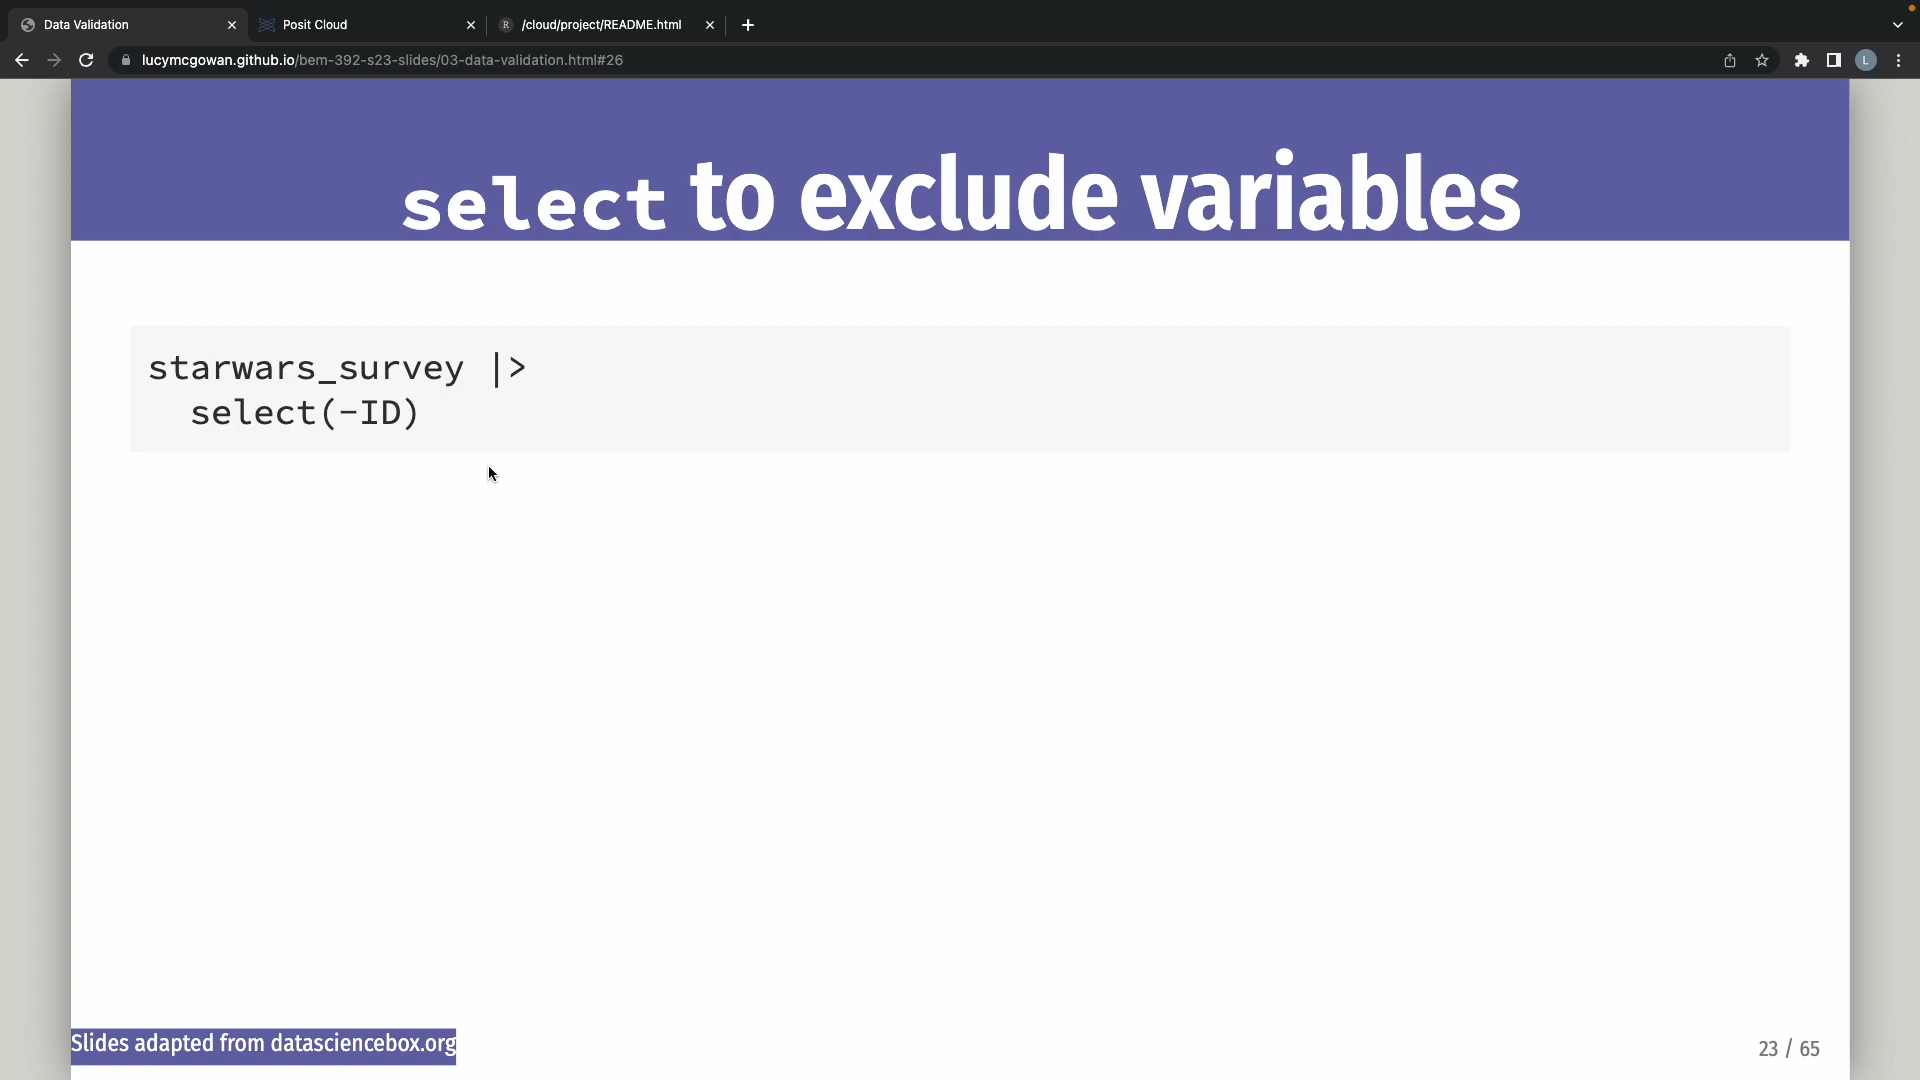 Data Validation
Posit Cloud
/cloud/project/README.html
lucymcgowan.github.io/bem-392-s23-slides/03-data-validation.html#26
L
select to exclude variables
starwars_survey |>
select(-ID)
Slides adapted from datasciencebox.org
23 / 65